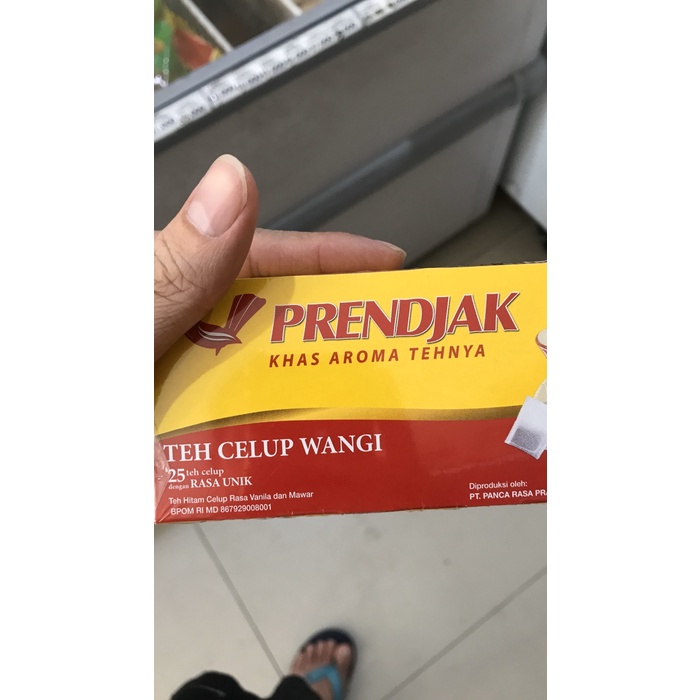 PRENDJAK
KHAS AROMA TEHNYA
TEH CELUP WANGI
25 teh celup
dengan RASA UNIK
Teh Hitam Celup Rasa Vanila dan Mawar
BPOM RI MD 867929008001
Diproduksi oleh:
PT. PANCA RASA PRA